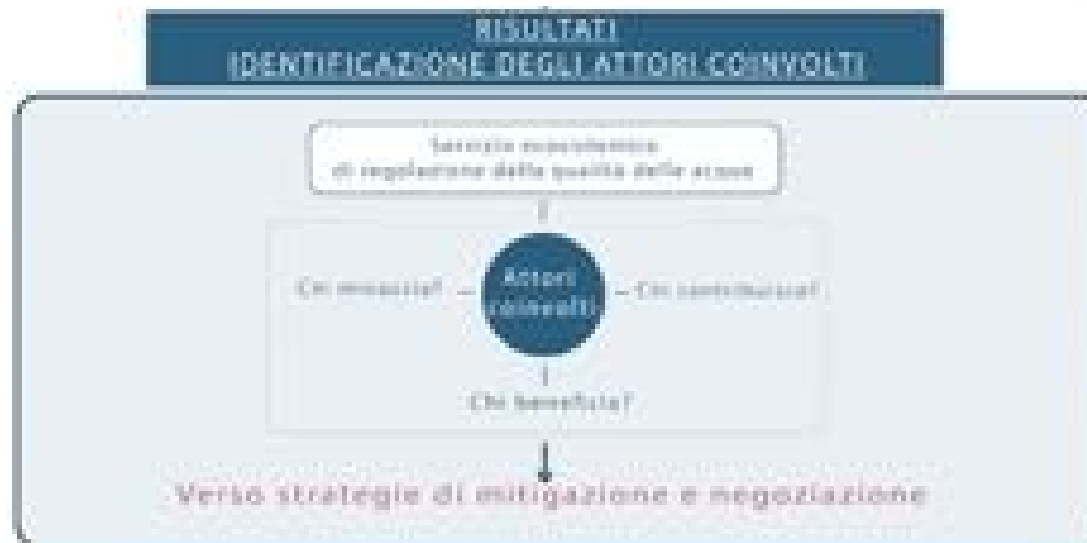 RISULTATI
IDENTIFICAZIONE DEGLI ATTORI COINVOLTI
Servizio ecosistemico
di regolazione della qualità delle acque
Chi minaccia?
Attori
coinvolti
Chi contribuisce?
Chi beneficia?
Verso strategie di mitigazione e negoziazione